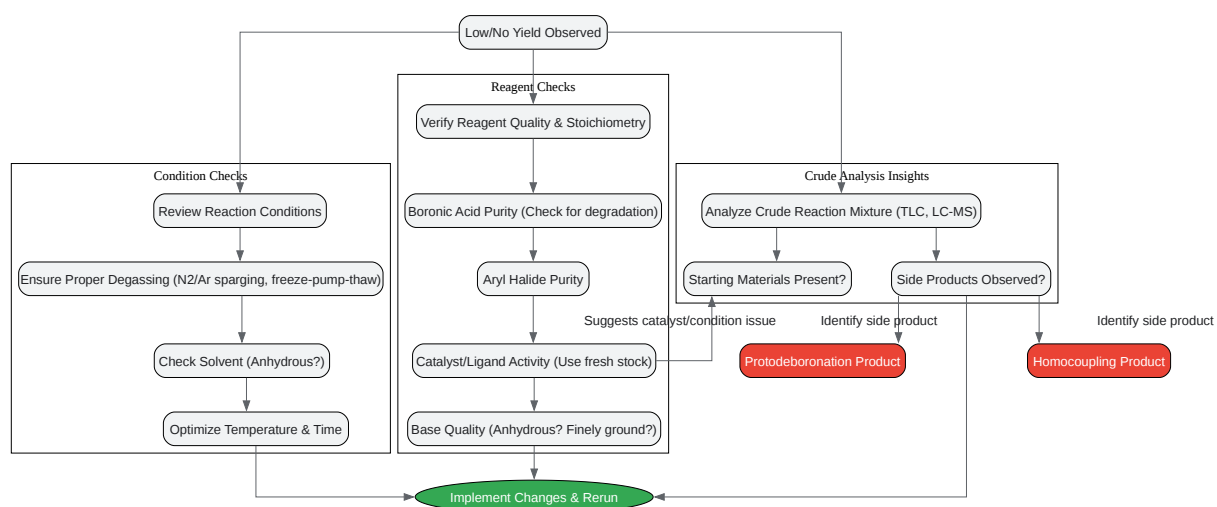 Low/No Yield Observed
Reagent Checks
Verify Reagent Quality & Stoichiometry
Condition Checks
Crude Analysis Insights
Review Reaction Conditions
Boronic Acid Purity (Check for degradation)
Analyze Crude Reaction Mixture (TLC, LC-MS)
Ensure Proper Degassing (N2/Ar sparging, freeze-pump-thaw)
Aryl Halide Purity
Starting Materials Present?
Side Products Observed?
Suggests catalyst/condition issue
Identify side product
Identify side product
Check Solvent (Anhydrous?)
Catalyst/Ligand Activity (Use fresh stock)
Protodeboronation Product
Homocoupling Product
Optimize Temperature & Time
Base Quality (Anhydrous? Finely ground?)
Implement Changes & Rerun